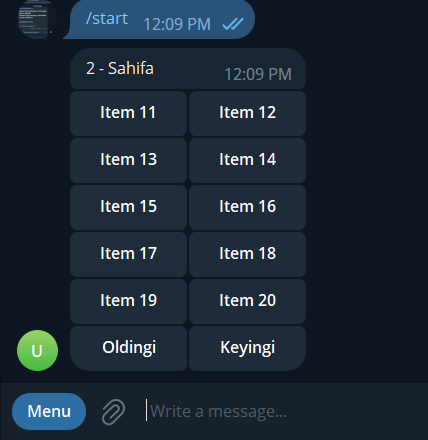 /start 12:09 PM
2 - Sahifa 12:09 PM
Item 11 Item 12
Item 13 Item 14
Item 15 Item 16
Item 17 Item 18
Item 19 Item 20
Oldingi Keyingi
U
Menu Write a message...